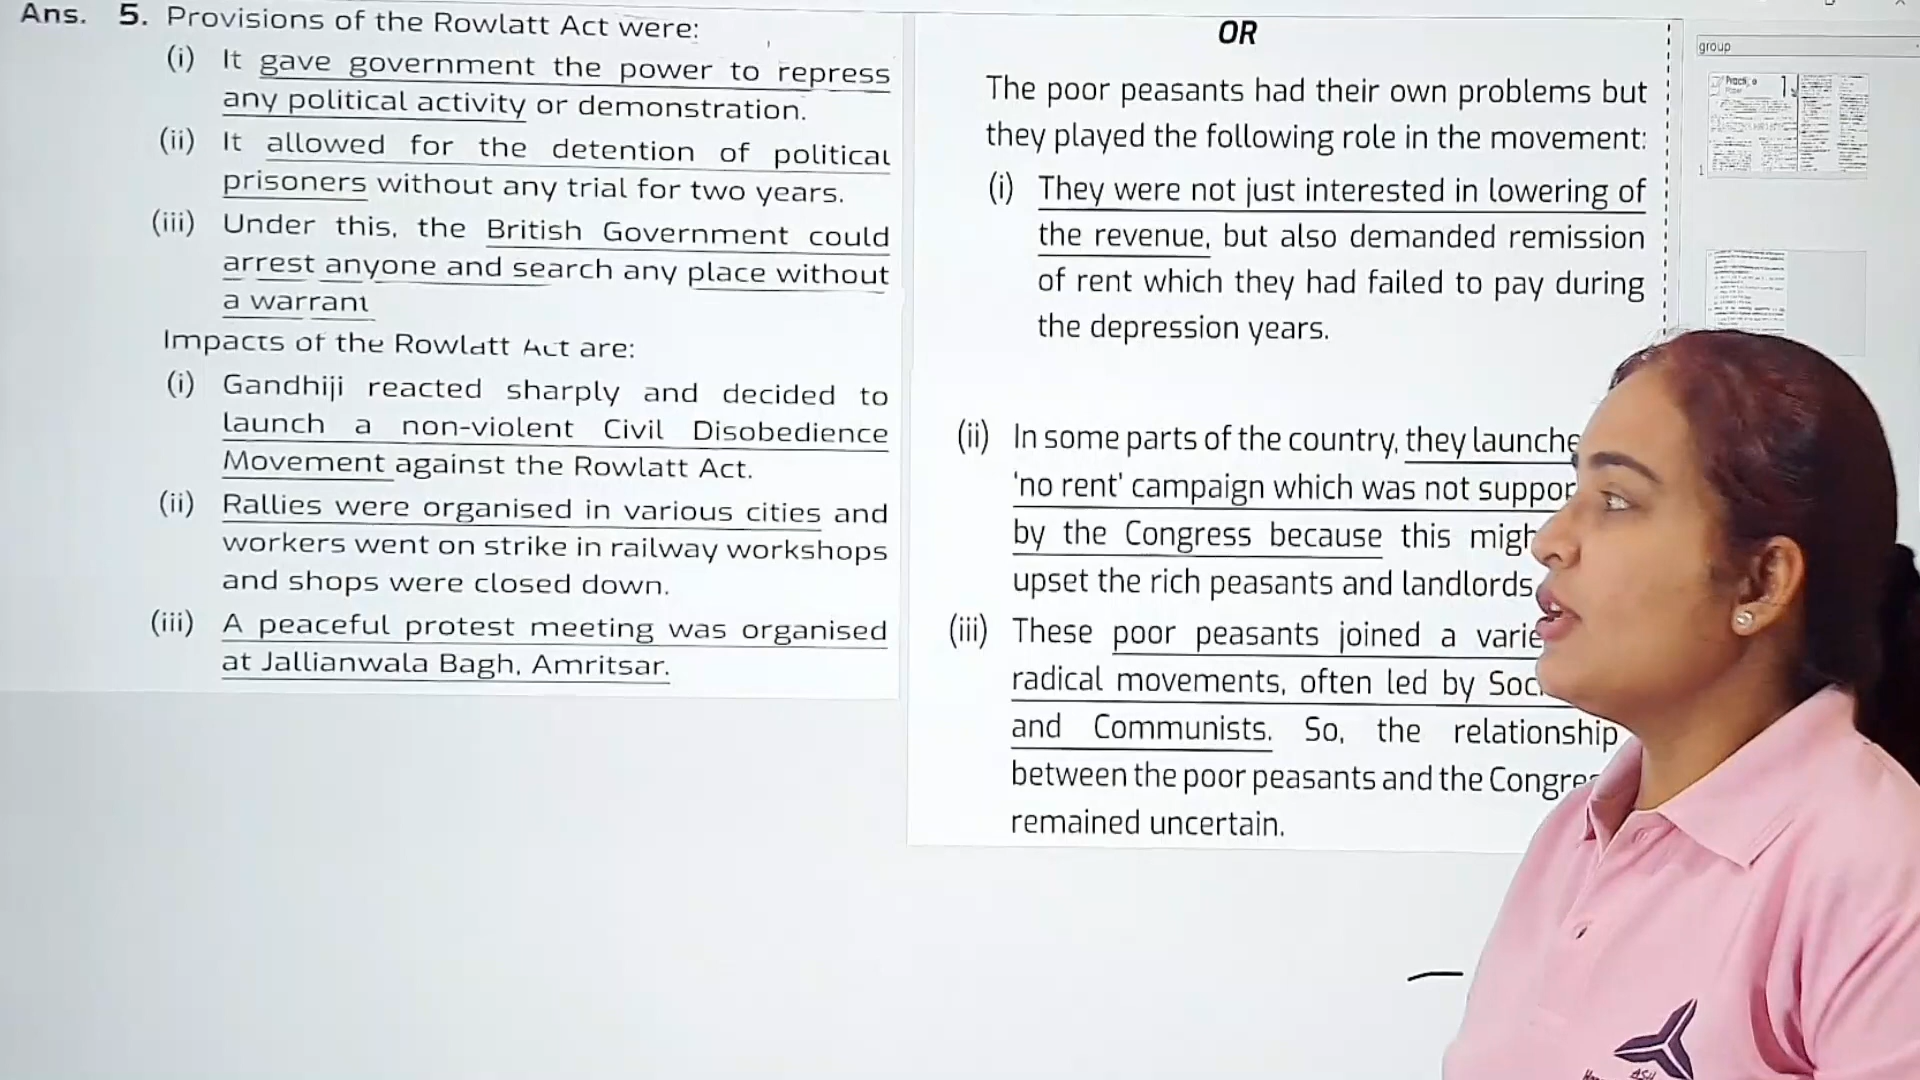 Ans. 5. Provisions of the Rowlatt Act were:
(i) It gave government the power to repress
any political activity or demonstration.
(ii) It allowed for the detention of political
prisoners without any trial for two years.
(iii) Under this, the British Government could
arrest anyone and search any place without
a warrant
Impacts of the Rowlatt Act are:
(i) Gandhiji reacted sharply and decided to
launch a non-violent Civil Disobedience
Movement against the Rowlatt Act.
(ii) Rallies were organised in various cities and
workers went on strike in railway workshops
and shops were closed down.
(iii) A peaceful protest meeting was organised
at Jallianwala Bagh, Amritsar.
OR
The poor peasants had their own problems but
they played the following role in the movement:
(i) They were not just interested in lowering of
the revenue, but also demanded remission
of rent which they had failed to pay during
the depression years.
(ii) In some parts of the country, they
'no rent' campaign which was not
by the Congress because this
upset the rich peasants and landlords
(iii) These poor peasants joined a
radical movements, often led by
and Communists. So, the relationship
between the poor peasants and the
remained uncertain.
group
1